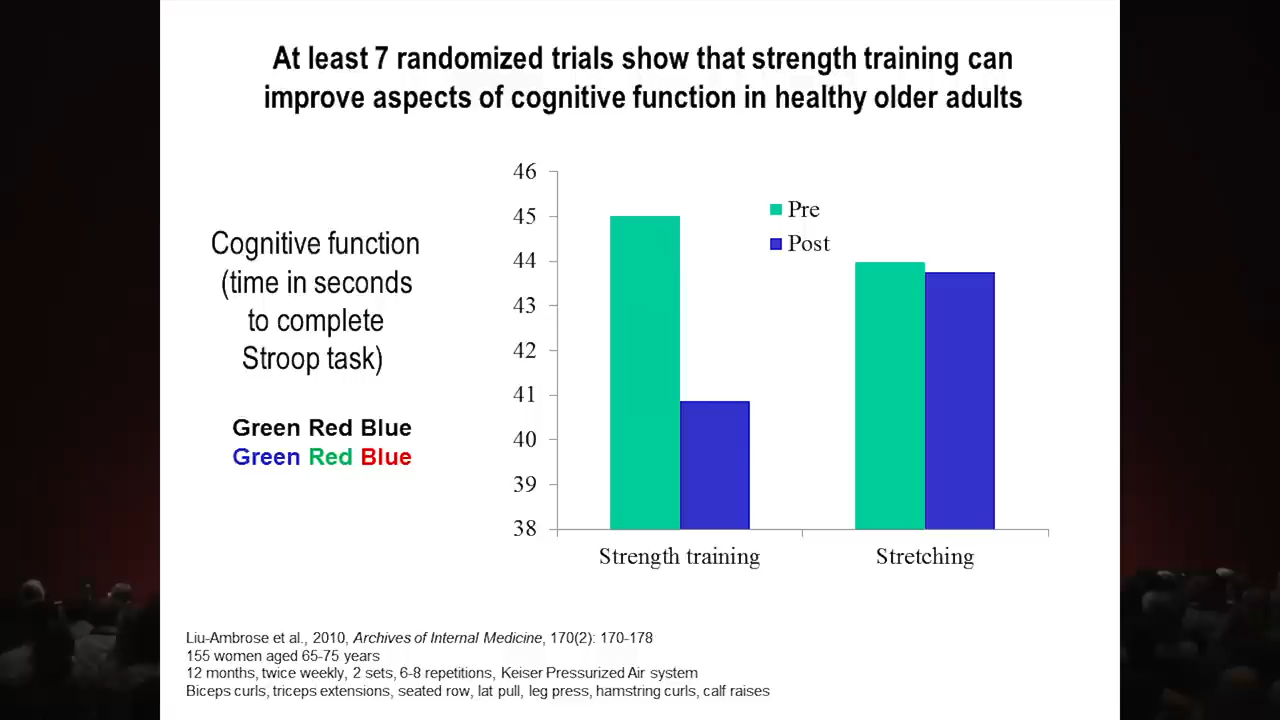 At least 7 randomized trials show that strength training can
improve aspects of cognitive function in healthy older adults
Cognitive function
(time in seconds
to complete
Stroop task)
Green Red Blue
Green Red Blue
46
45
44
43
42
41
40
39
38
Pre
Post
Strength training
Stretching
Liu-Ambrose et al., 2010, Archives of Internal Medicine, 170(2): 170-178
155 women aged 65-75 years
12 months, twice weekly, 2 sets, 6-8 repetitions, Keiser Pressurized Air system
Biceps curls, triceps extensions, seated row, lat pull, leg press, hamstring curls, calf raises